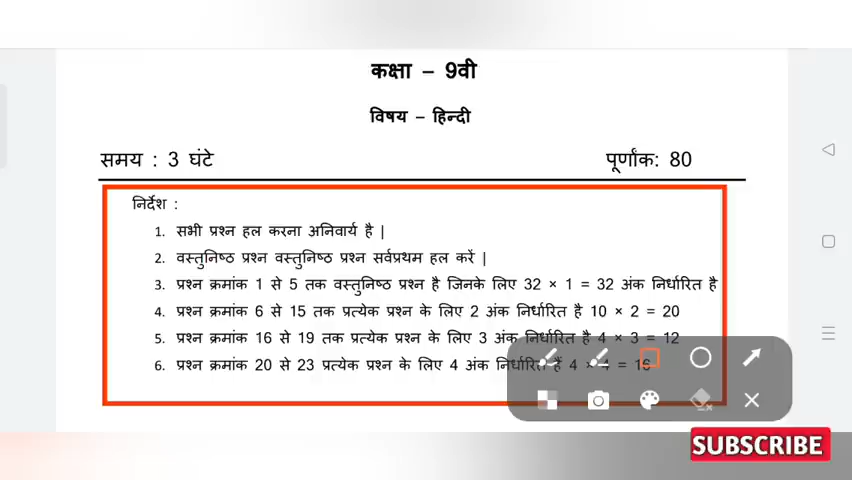 कक्षा – 9वी
विषय – हिन्दी
समय : 3 घंटे पूर्णांक: 80
निर्देश :
1. सभी प्रश्न हल करना अनिवार्य है |
2. वस्तुनिष्ठ प्रश्न वस्तुनिष्ठ प्रश्न सर्वप्रथम हल करें |
3. प्रश्न क्रमांक 1 से 5 तक वस्तुनिष्ठ प्रश्न है जिनके लिए 32 × 1 = 32 अंक निर्धारित है
4. प्रश्न क्रमांक 6 से 15 तक प्रत्येक प्रश्न के लिए 2 अंक निर्धारित है 10 × 2 = 20
5. प्रश्न क्रमांक 16 से 19 तक प्रत्येक प्रश्न के लिए 3 अंक निर्धारित है 4 × 3 = 12
6. प्रश्न क्रमांक 20 से 23 प्रत्येक प्रश्न के लिए 4 अंक निर्धारित हैं 4 × 4 = 16
SUBSCRIBE